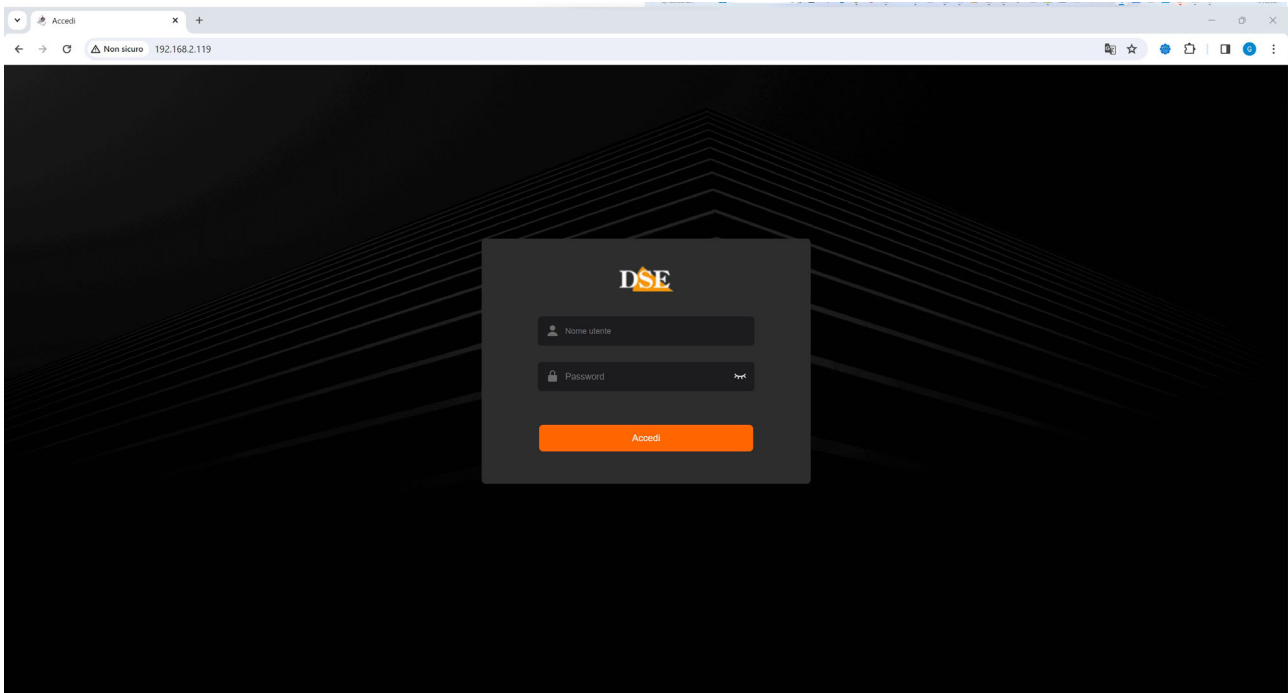 Accedi
Non sicuro 192.168.2.119
G
DSE
Nome utente
Password
Accedi